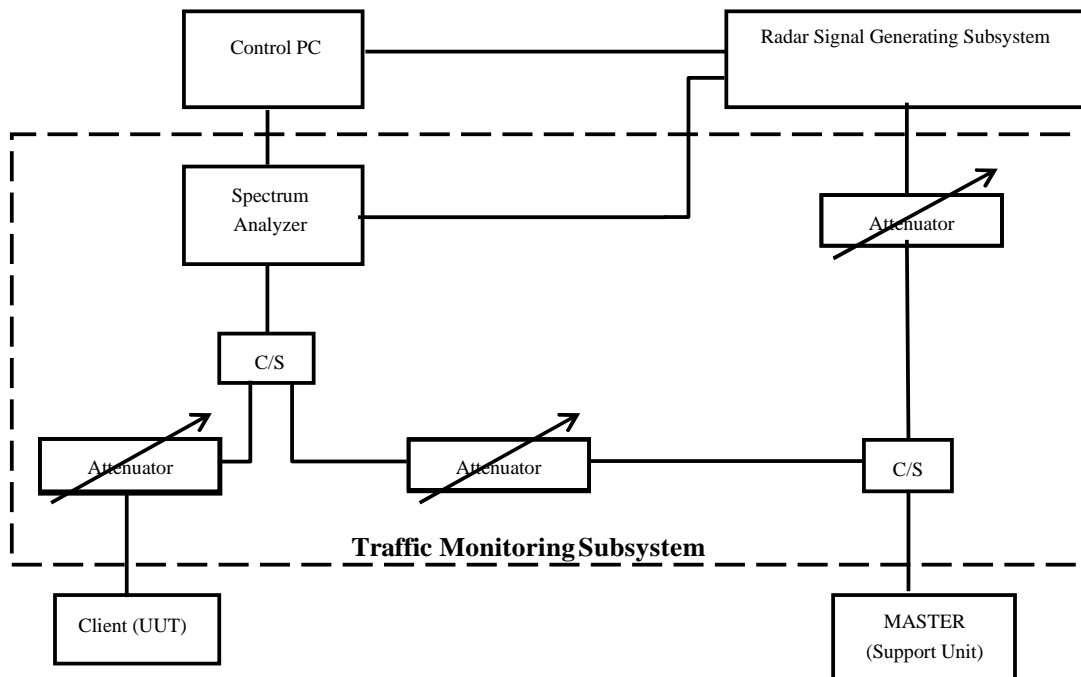 Control PC
Radar Signal Generating Subsystem
Spectrum
Analyzer
Attenuator
C/S
Attenuator
Attenuator
C/S
Traffic Monitoring Subsystem
Client (UUT)
MASTER
(Support Unit)